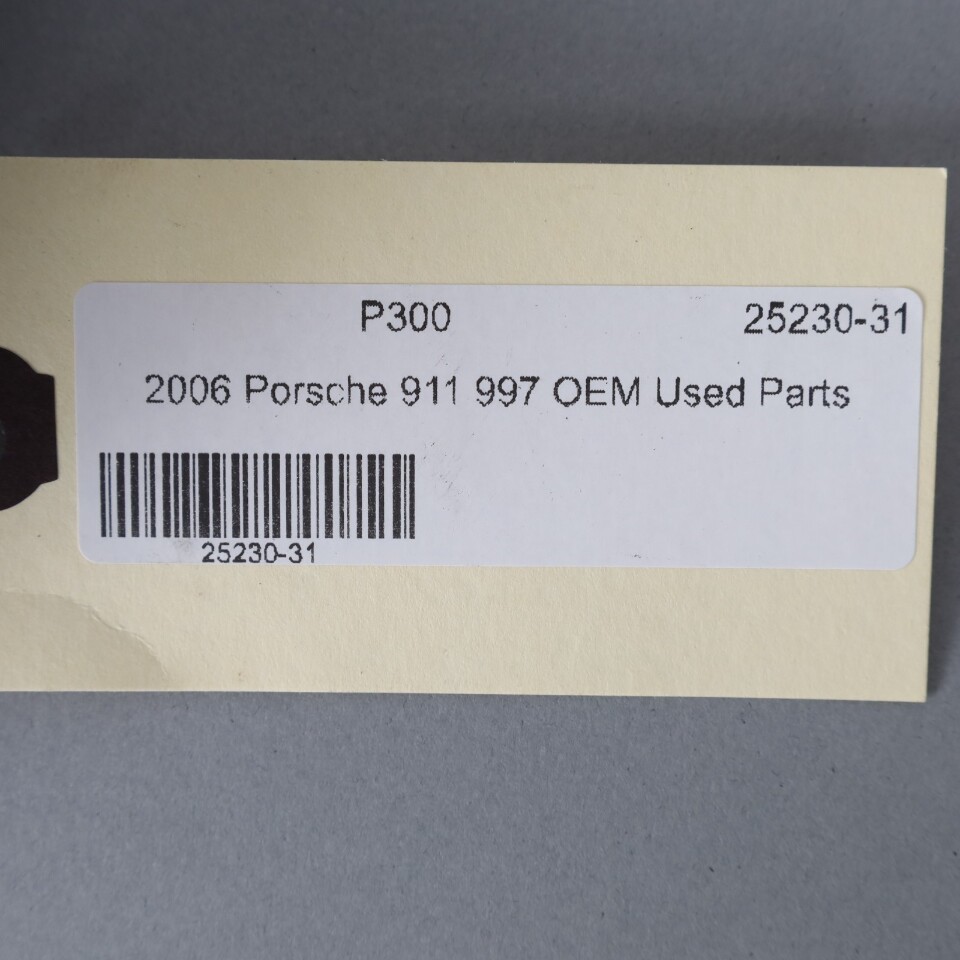 P300 25230-31
2006 Porsche 911 997 OEM Used Parts
25230-31